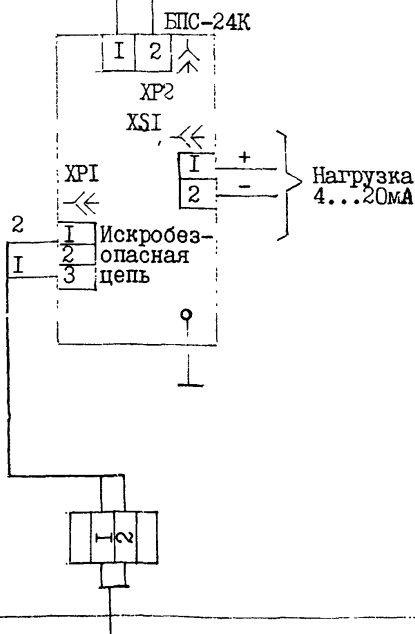 БПС-24К
I 2
XP2
XSI
I +
2 -
Нагрузка
4...20мА
XPI
2
I
I Искробез-
2 опасная
3 цепь
I 2